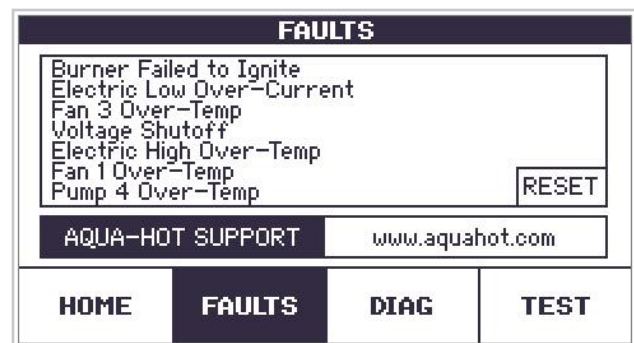 FAULTS
Burner Failed to Ignite
Electric Low Over-Current
Fan 3 Over-Temp
Voltage Shutoff
Electric High Over-Temp
Fan 1 Over-Temp
Pump 4 Over-Temp
RESET
AQUA-HOT SUPPORT www.aquahot.com
HOME FAULTS DIAG TEST